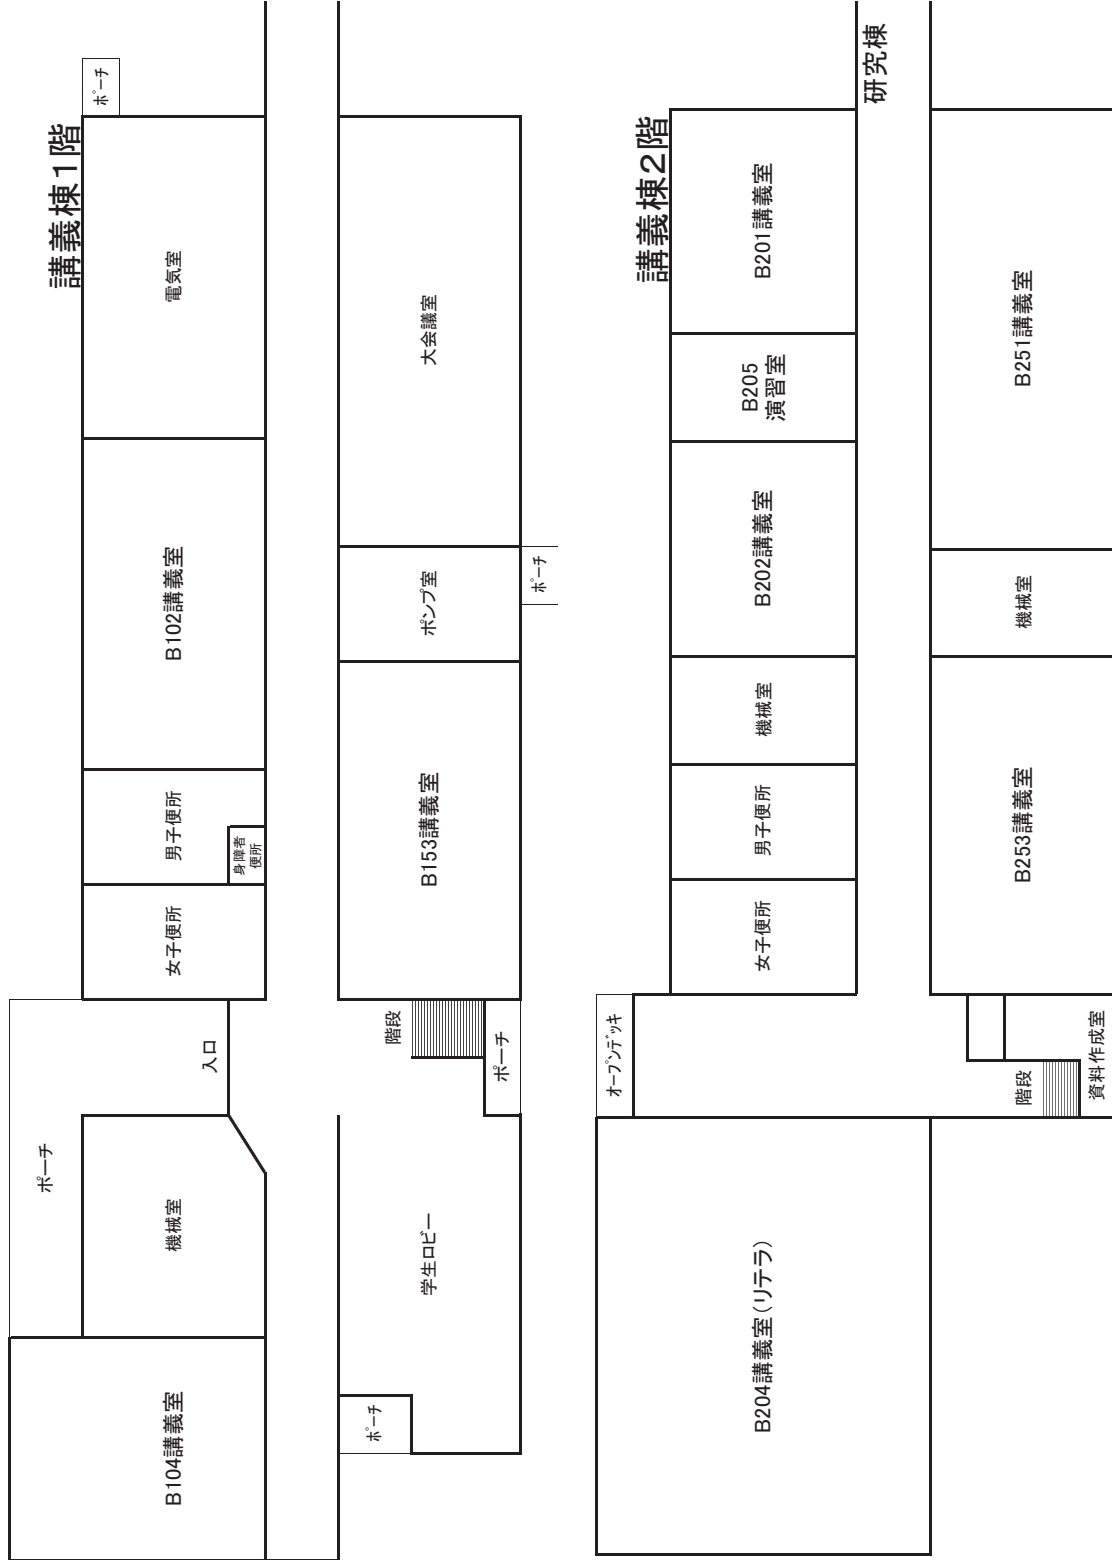 講義棟1階
ポーチ
ポーチ
B104講義室
機械室
入口
女子便所
男子便所
身障者
便所
B102講義室
電気室
ポーチ
学生ロビー
階段
ポーチ
B153講義室
ポンプ室
ポーチ
大会議室
講義棟2階
オープンデッキ
B204講義室(リテラ)
女子便所
男子便所
機械室
B202講義室
B205
演習室
B201講義室
研究棟
階段
資料作成室
B253講義室
機械室
B251講義室